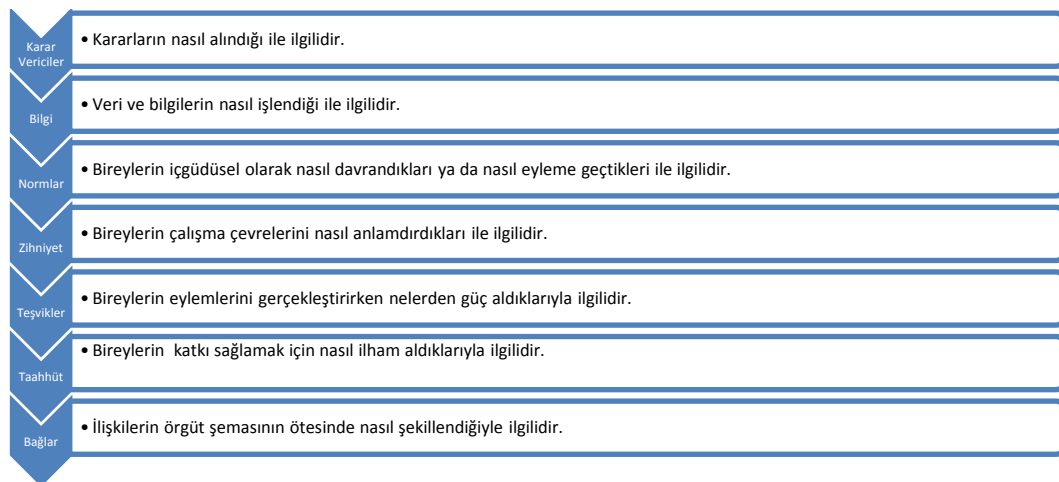 Karar
Vericiler
• Kararların nasıl alındığı ile ilgilidir.
Bilgi
• Veri ve bilgilerin nasıl işlendiği ile ilgilidir.
Normlar
• Bireylerin içgüdüsel olarak nasıl davrandıkları ya da nasıl eyleme geçtikleri ile ilgilidir.
Zihniyet
• Bireylerin çalışma çevrelerini nasıl anlamdırdıkları ile ilgilidir.
Teşvikler
• Bireylerin eylemlerini gerçekleştirirken nelerden güç aldıklarıyla ilgilidir.
Taahhüt
• Bireylerin katkı sağlamak için nasıl ilham aldıklarıyla ilgilidir.
Bağlar
• İlişkilerin örgüt şemasının ötesinde nasıl şekillendiğiyle ilgilidir.